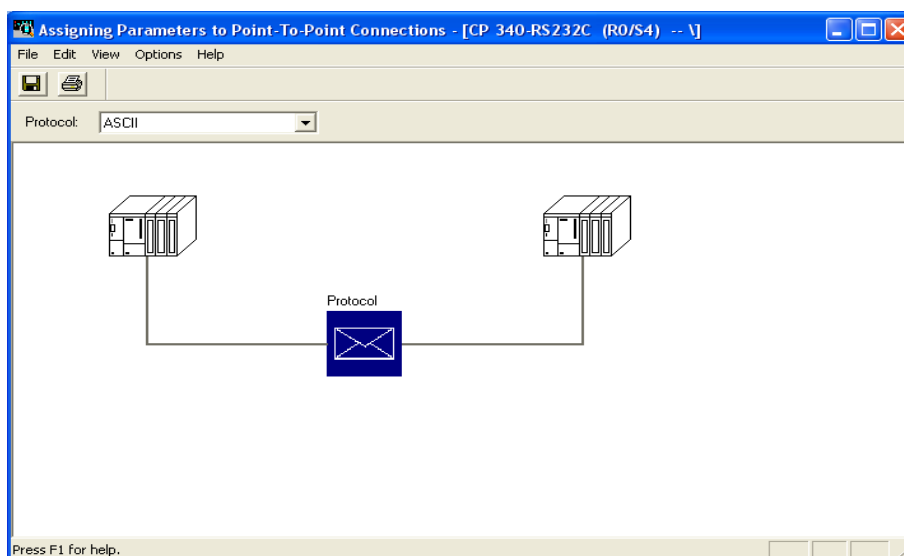 Assigning Parameters to Point-To-Point Connections - [CP 340-RS232C (R0/S4) -- \]
File Edit View Options Help
Protocol: ASCII
Protocol
Press F1 for help.